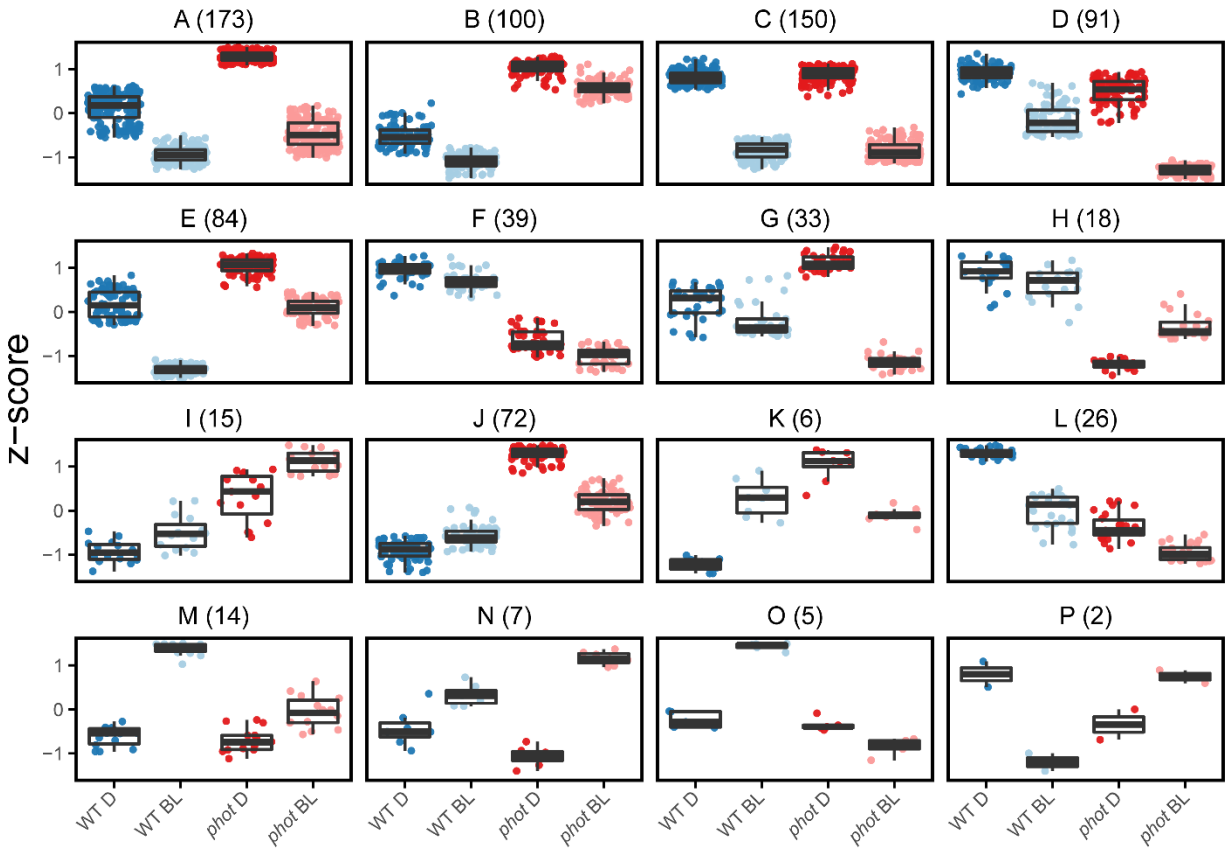 A (173) B (100) C (150) D (91)
1
0
−1
E (84) F (39) G (33) H (18)
1
0
−1
z−score
I (15) J (72) K (6) L (26)
1
0
−1
M (14) N (7) O (5) P (2)
1
0
−1
WT D WT BL phot D phot BL WT D WT BL phot D phot BL WT D WT BL phot D phot BL WT D WT BL phot D phot BL